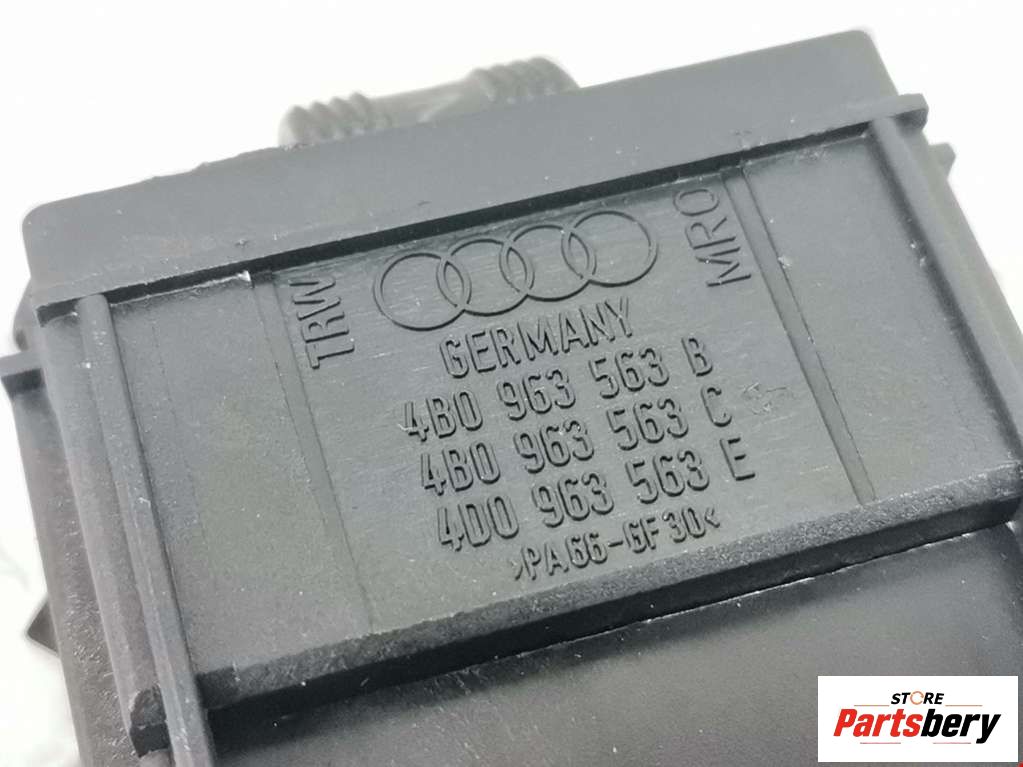 TRW
MRO
GERMANY
4B0 963 563 B
4B0 963 563 C
4D0 963 563 E
>PA66-GF30<
STORE
Partsbery